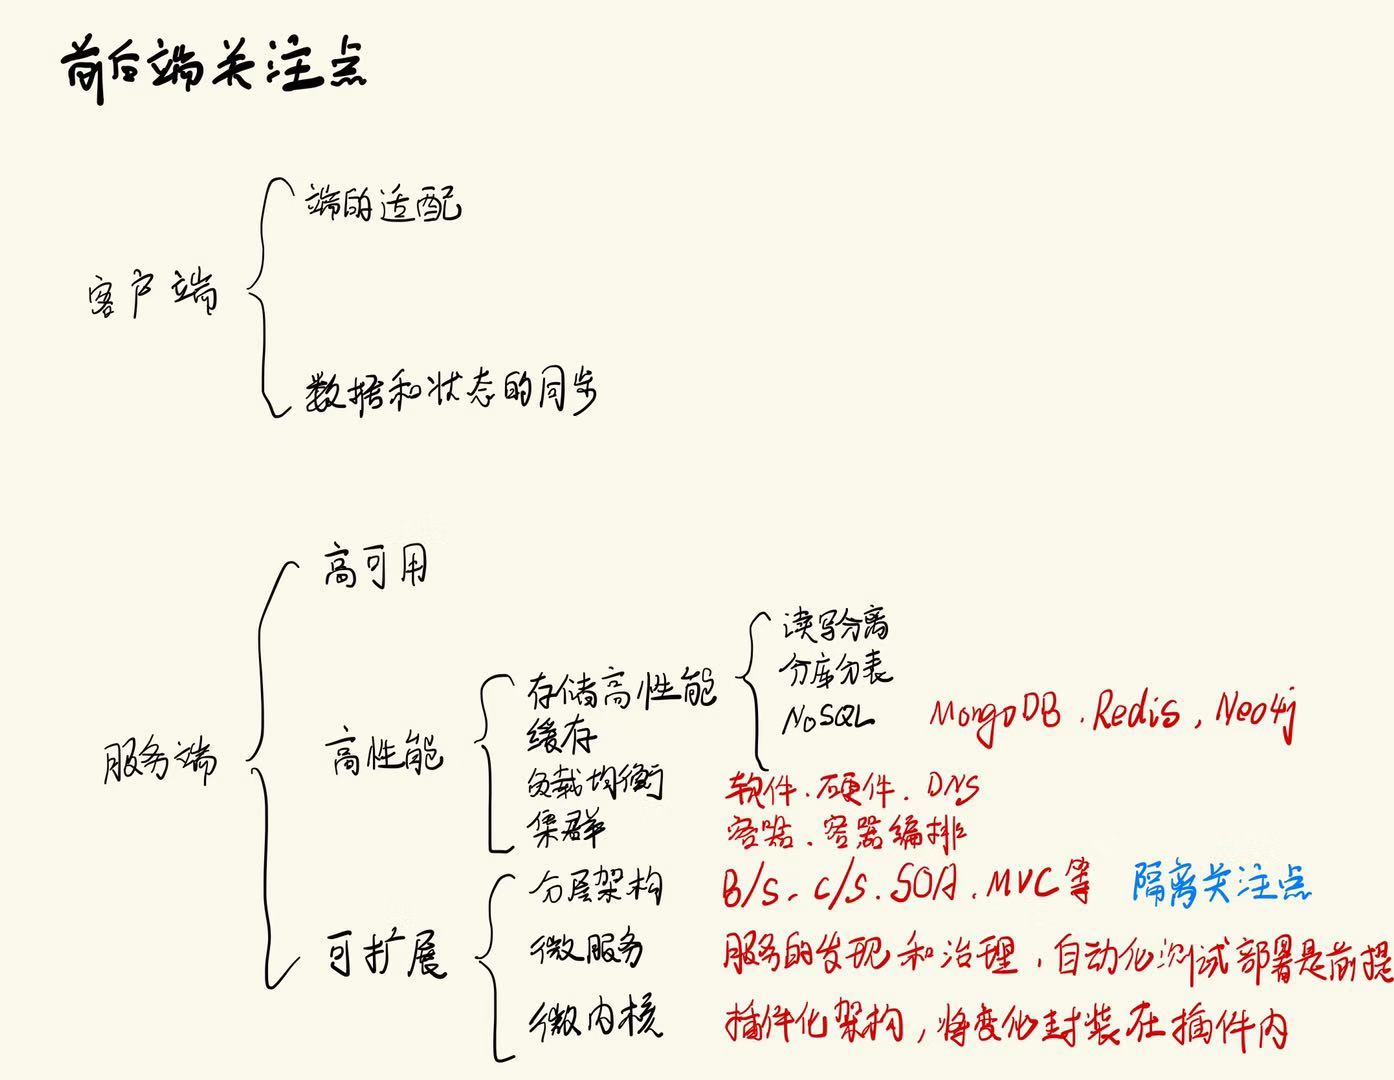 前后端关注点
端的适配
客户端
数据和状态的同步
高可用
读写分离
存储高性能
分库分表
缓存
NoSQL MongoDB、Redis、Neo4j
服务端
高性能
负载均衡 软件、硬件、DNS
集群 容器、容器编排
分层架构 B/S、C/S、SOA、MVC等 隔离关注点
可扩展
微服务 服务的发现和治理，自动化测试部署是前提
微内核 插件化架构，将变化封装在插件内